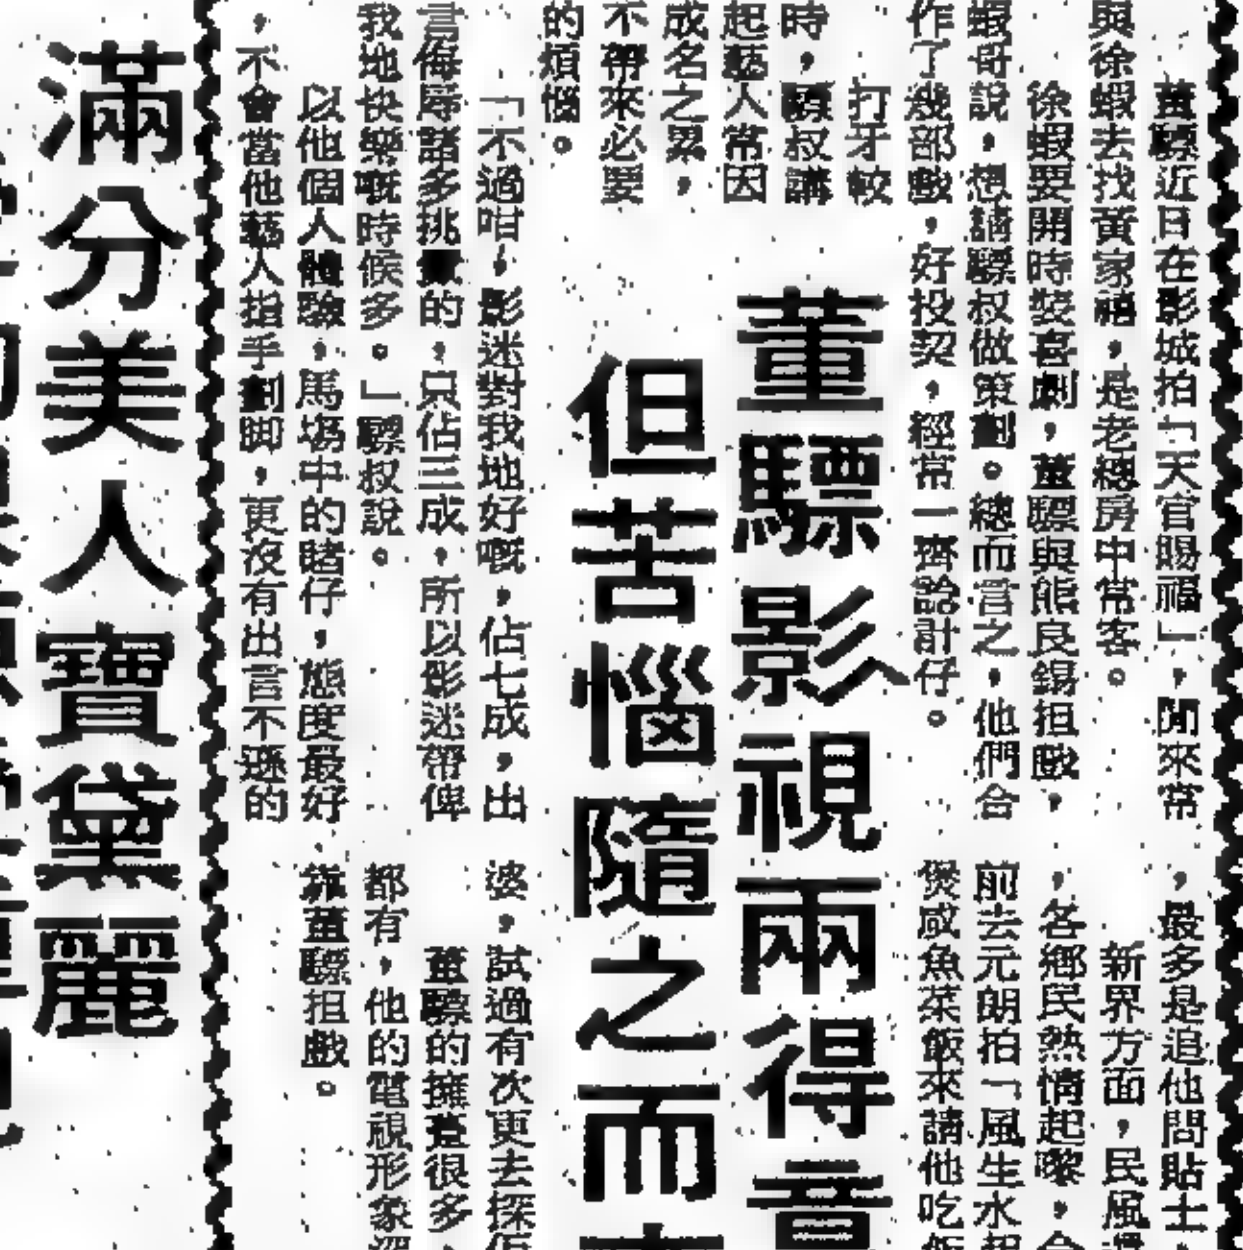 董驃影視兩得意
但苦惱隨之而
董驃近日在影城拍「天官賜福」,閒來常
與徐蝦去找黃家禧,是老總房中常客。
徐蝦要開時裝喜劇,董驃與熊良錫担戲,
蝦哥說,想請驃叔做策劃。總而言之,他們合
作了幾部戲,好投契,經常一齊諗計仔。
打牙較
時,驃叔講
起藝人常因
成名之累,
不帶來必要
的煩惱。
「不過咁,影迷對我地好嘅,佔七成,出
言侮辱諸多挑釁的,只佔三成,所以影迷帶俾
我地快樂嘅時候多。」驃叔說。
以他個人體驗,馬塲中的賭仔,態度最好
,不會當他藝人指手劃脚,更沒有出言不遜的
,最多是追他問貼士,
新界方面,民風
,各鄉民熱情起嚟,
前去元朗拍「風生水
煲咸魚菜飯來請他吃飯
婆,試過有次更去探佢
董驃的擁躉很多,
都有,他的電視形象深
靠董驃担戲。
滿分美人寶黛麗